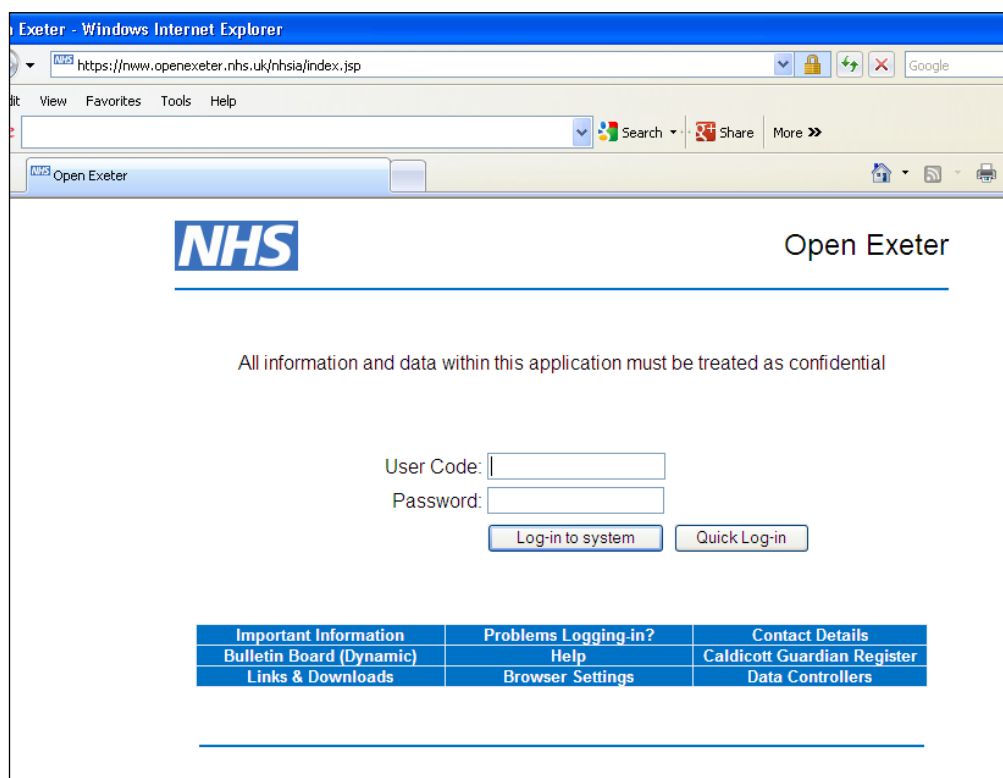 n Exeter - Windows Internet Explorer
NHS https://nww.openexeter.nhs.uk/nhsia/index.jsp Google
dit View Favorites Tools Help
Search Share More »
NHS Open Exeter
NHS Open Exeter
All information and data within this application must be treated as confidential
User Code:
Password:
Log-in to system Quick Log-in
Important Information Problems Logging-in? Contact Details
Bulletin Board (Dynamic) Help Caldicott Guardian Register
Links & Downloads Browser Settings Data Controllers